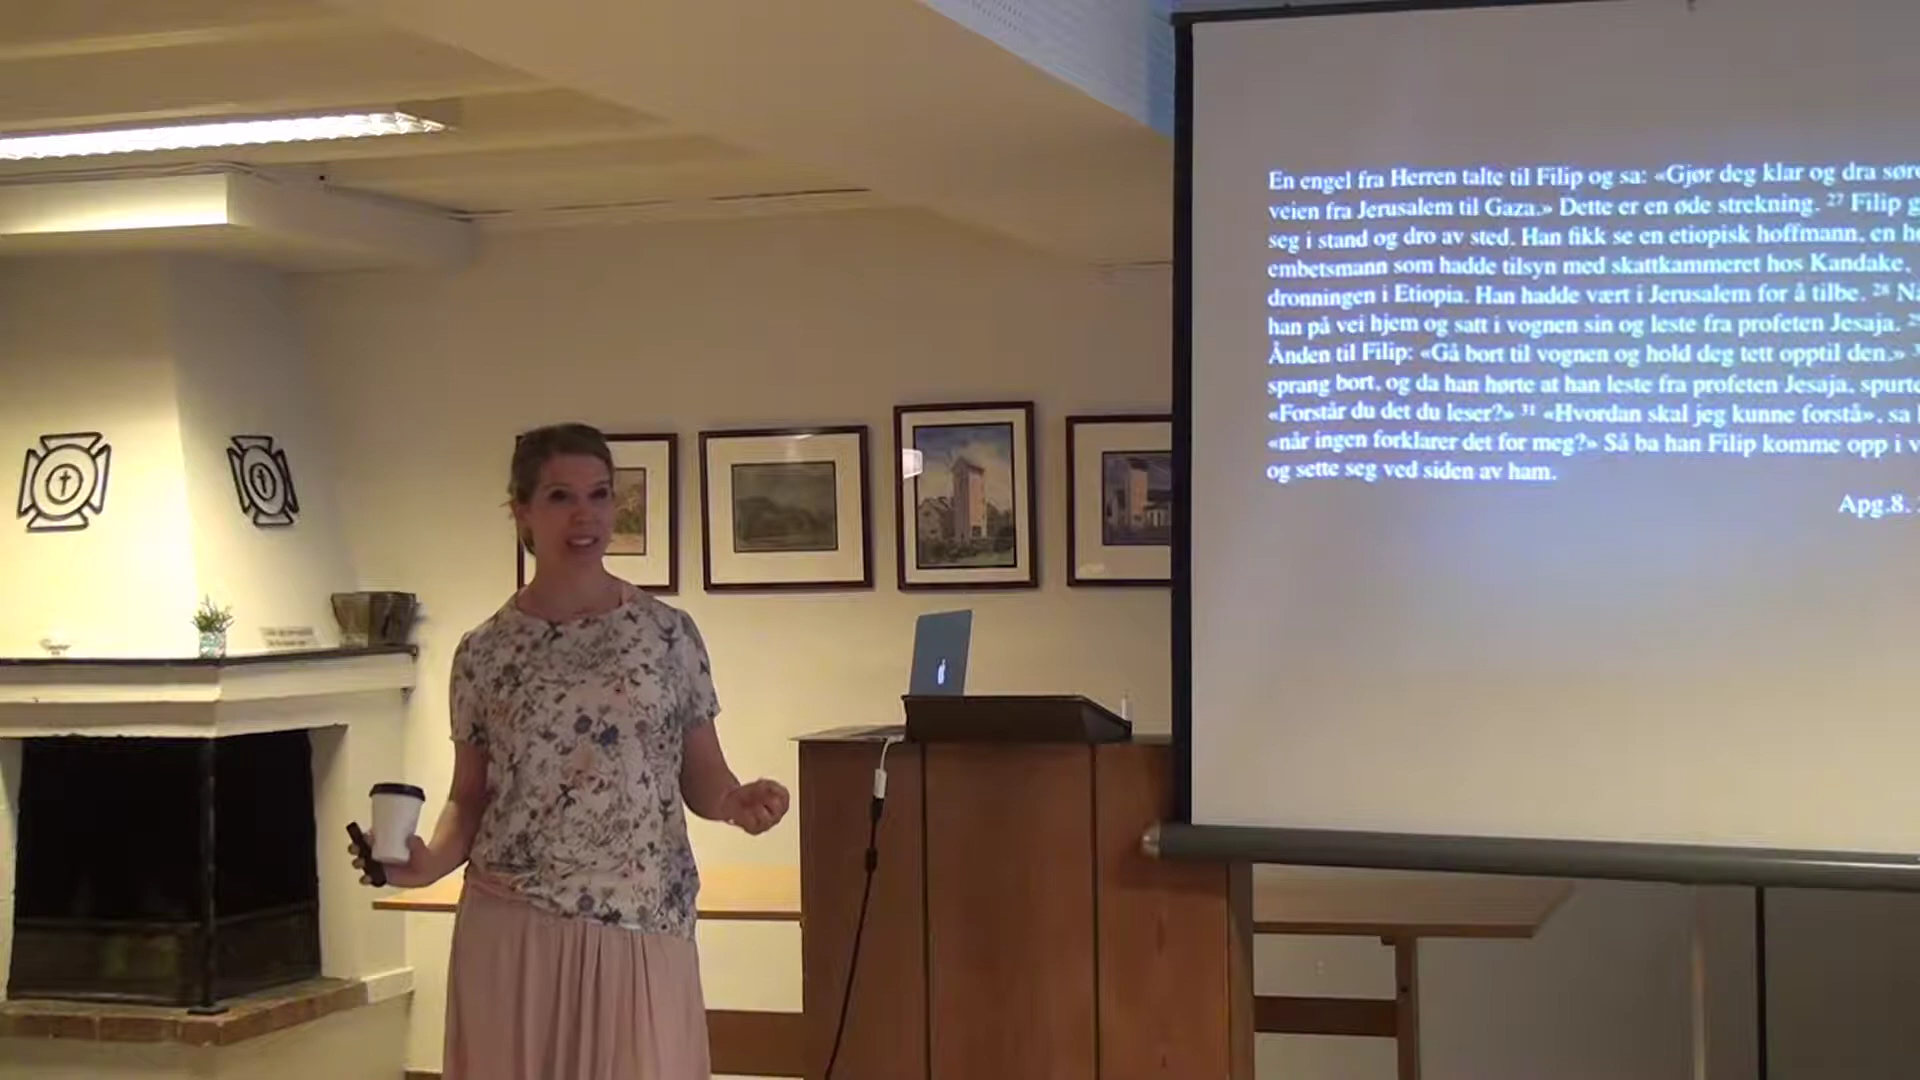 En engel fra Herren talte til Filip og sa: «Gjør deg klar og dra
veien fra Jerusalem til Gaza.» Dette er en øde strekning. 27 Filip
seg i stand og dro av sted. Han fikk se en etiopisk hoffmann, en
embetsmann som hadde tilsyn med skattkammeret hos Kandake,
dronningen i Etiopia. Han hadde vært i Jerusalem for å tilbe. 28
han på vei hjem og satt i vognen sin og leste fra profeten Jesaja.
Ånden til Filip: «Gå bort til vognen og hold deg tett opptil den.»
sprang bort, og da han hørte at han leste fra profeten Jesaja, spurte
«Forstår du det du leser?» 31 «Hvordan skal jeg kunne forstå», sa
«når ingen forklarer det for meg?» Så ba han Filip komme opp i
og sette seg ved siden av ham.
Apg.8,